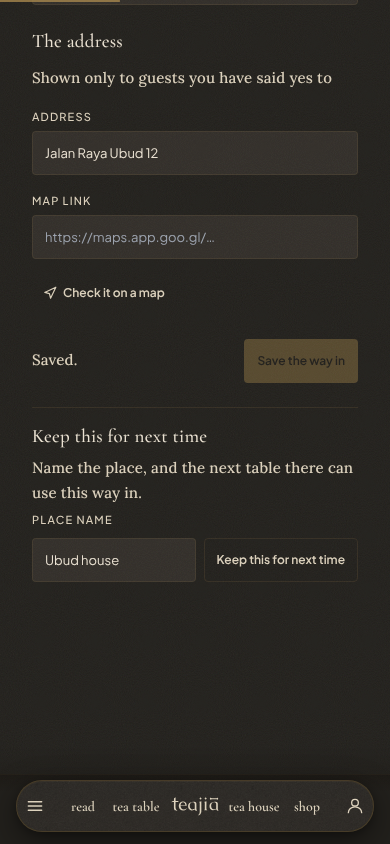 The address
Shown only to guests you have said yes to
ADDRESS
Jalan Raya Ubud 12
MAP LINK
https://maps.app.goo.gl/...
Check it on a map
Saved.
Save the way in
Keep this for next time
Name the place, and the next table there can
use this way in.
PLACE NAME
Ubud house
Keep this for next time
read
tea table
teajiā
tea house
shop